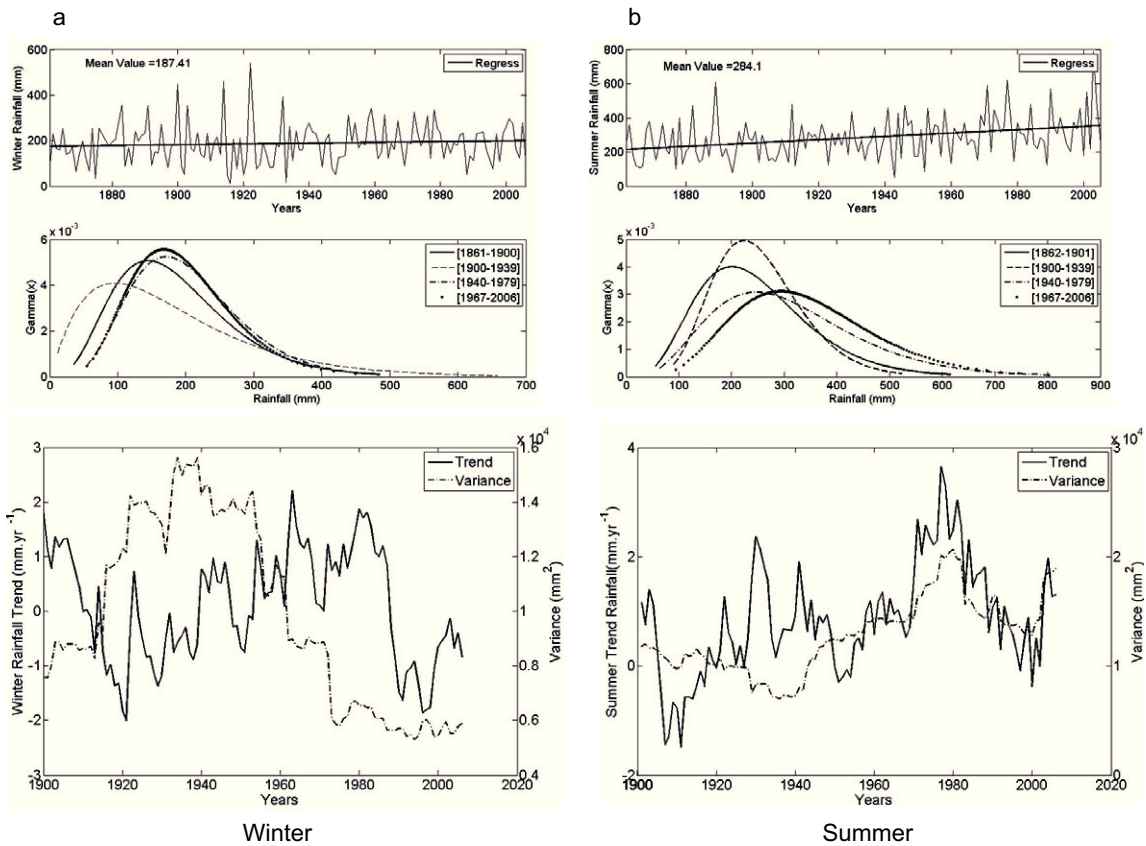 a
Mean Value =187.41
Regress
Winter Rainfall (mm)
600
400
200
0
1880 1900 1920 1940 1960 1980 2000
Years
x 10⁻³
Gamma(x)
6
4
2
0
[1861-1900]
[1900-1939]
[1940-1979]
[1967-2006]
0 100 200 300 400 500 600 700
Rainfall (mm)
Winter Rainfall Trend (mm.yr⁻¹)
3
2
1
0
-1
-2
-3
Trend
Variance
x 10⁴
1.6
1.4
1.2
1
0.8
0.6
0.4
Variance (mm²)
1900 1920 1940 1960 1980 2000 2020
Years
Winter
b
Mean Value =284.1
Regress
Summer Rainfall (mm)
800
600
400
200
0
1880 1900 1920 1940 1960 1980 2000
Years
x 10⁻³
Gamma(x)
5
4
3
2
1
0
[1862-1901]
[1900-1939]
[1940-1979]
[1967-2006]
0 100 200 300 400 500 600 700 800 900
Rainfall (mm)
Summer Trend Rainfall(mm.yr⁻¹)
4
2
0
-2
Trend
Variance
x 10⁴
3
2
1
0
Variance (mm²)
1900 1920 1940 1960 1980 2000 2020
Years
Summer